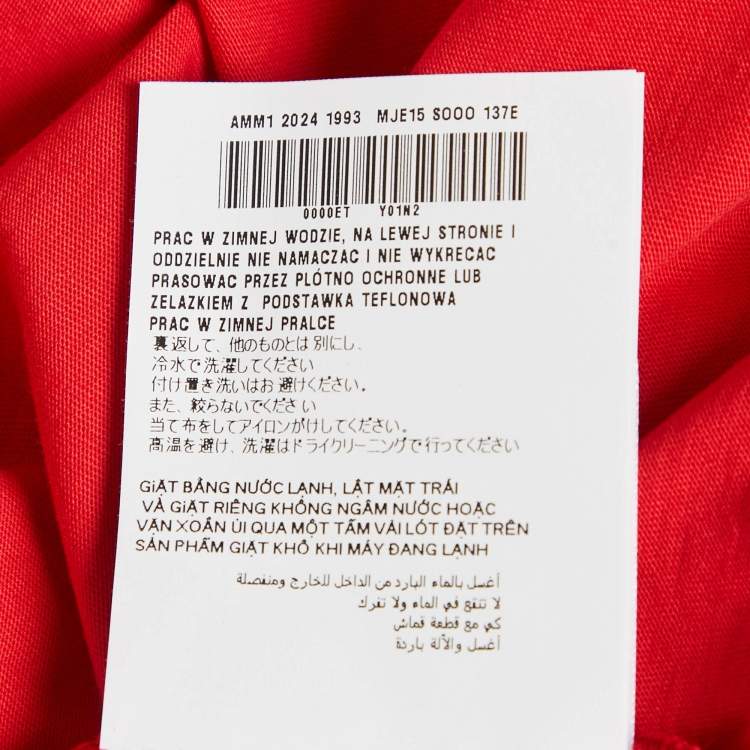 AMM1 2024 1993 MJE15 S000 137E
0000ET Y01N2
PRAC W ZIMNEJ WODZIE, NA LEWEJ STRONIE I
ODDZIELNIE NIE NAMACZAC I NIE WYKRECAC
PRASOWAC PRZEZ PLÓTNO OCHRONNE LUB
ZELAZKIEM Z PODSTAWKA TEFLONOWA
PRAC W ZIMNEJ PRALCE
裏返して、他のものとは別にし、
冷水で洗濯してください
付け置き洗いはお避けください。
また、絞らないでください
当て布をしてアイロンがけしてください。
高温を避け、洗濯はドライクリーニングで行ってください
GIẶT BẰNG NƯỚC LẠNH, LẬT MẶT TRÁI
VÀ GIẶT RIÊNG KHÔNG NGÂM NƯỚC HOẶC
VẶN XOẮN ỦI QUA MỘT TẤM VẢI LÓT ĐẶT TRÊN
SẢN PHẨM GIẶT KHÔ KHI MÁY ĐANG LẠNH
أغسل بالماء البارد من الداخل للخارج ومنفصلة
لا تنتقع في الماء ولا تفرك
كي مع قطعة قماش
أغسل والآلة باردة